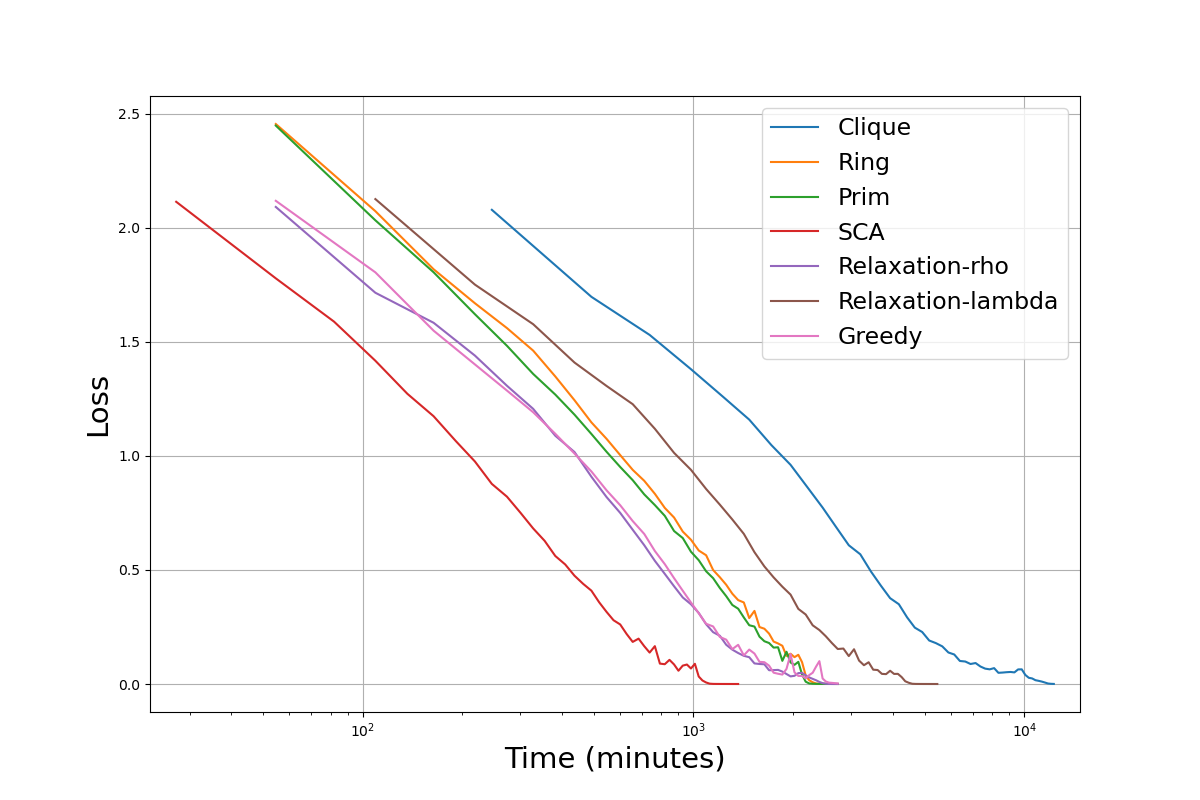 2.5
2.0
1.5
1.0
0.5
0.0
Loss
10²
10³
10⁴
Time (minutes)
Clique
Ring
Prim
SCA
Relaxation-rho
Relaxation-lambda
Greedy